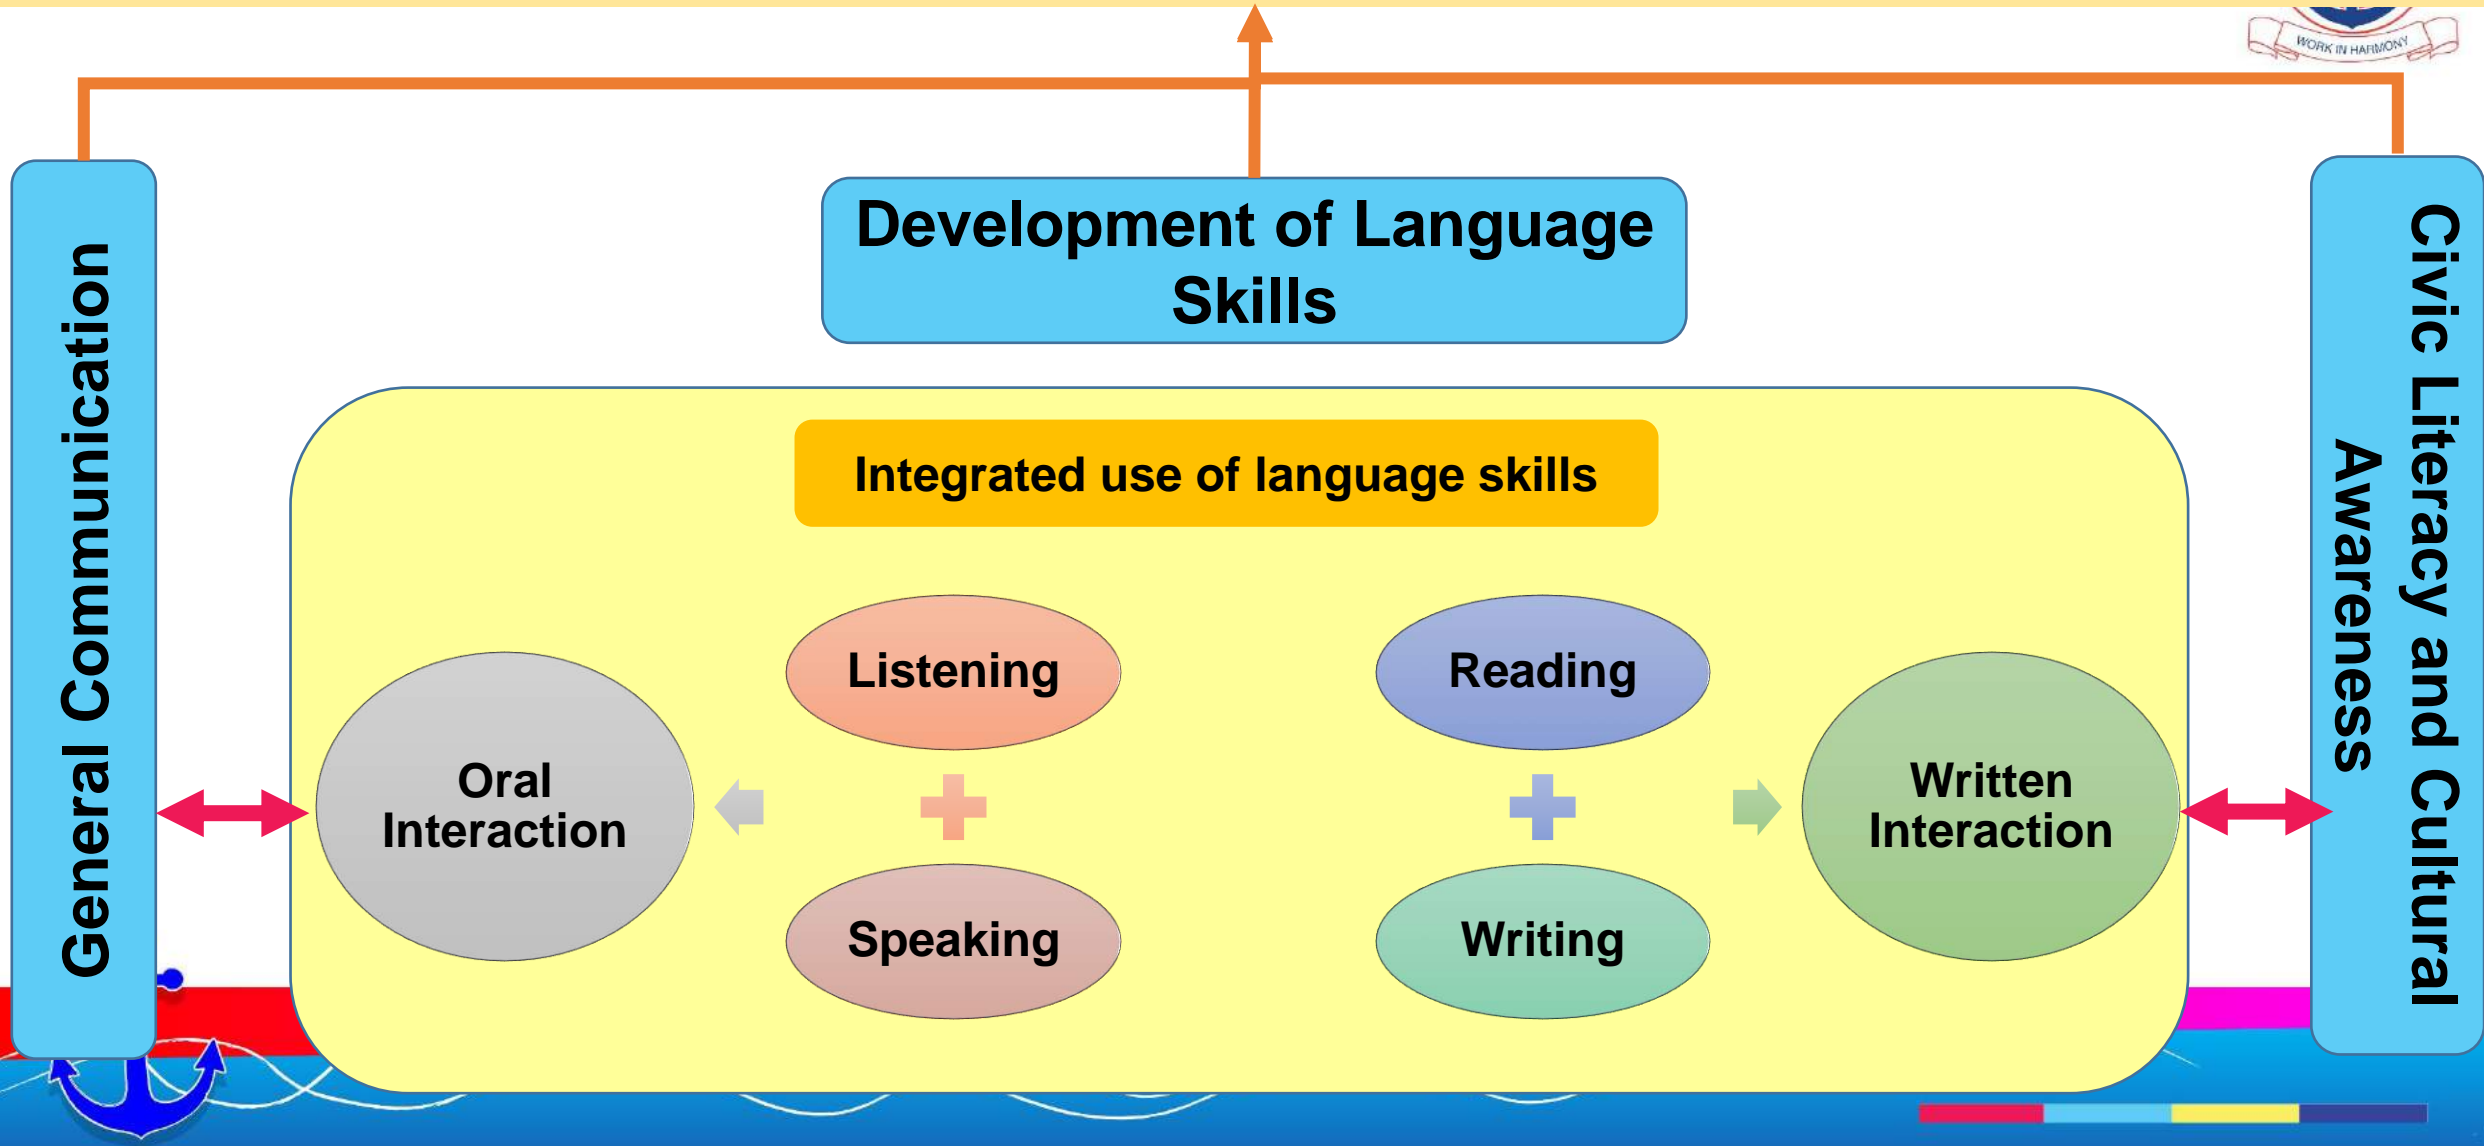 WORK IN HARMONY
Development of Language
Skills
General Communication
Civic Literacy and Cultural
Awareness
Integrated use of language skills
Listening
Reading
Oral
Interaction
Written
Interaction
Speaking
Writing